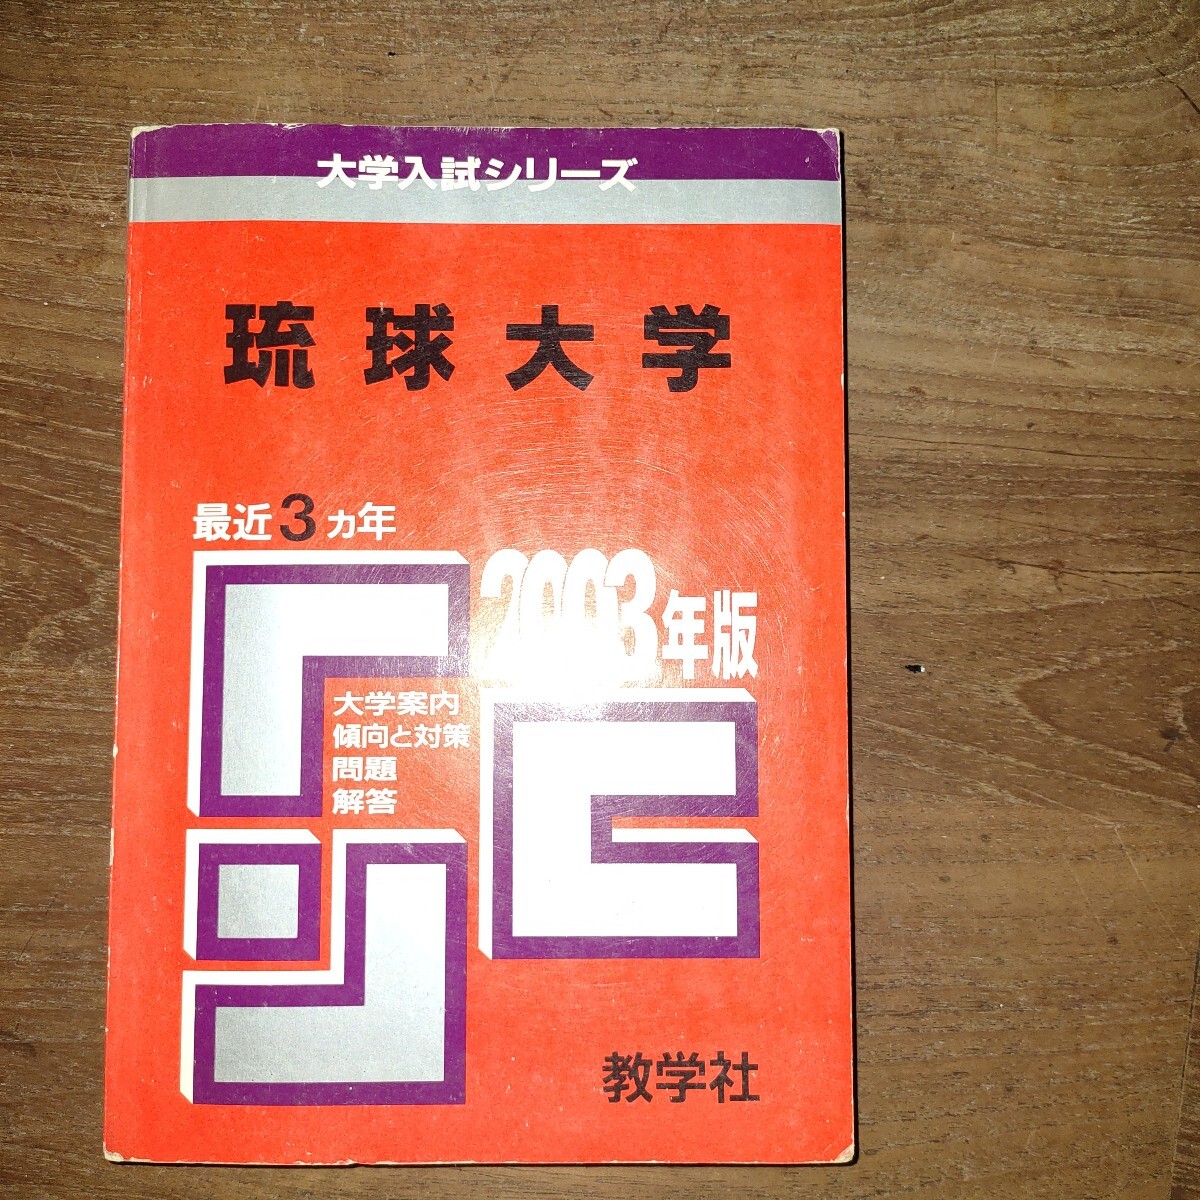 大学入試シリーズ
琉球大学
最近3ヵ年
2003年版
大学案内
傾向と対策
問題
解答
教学社